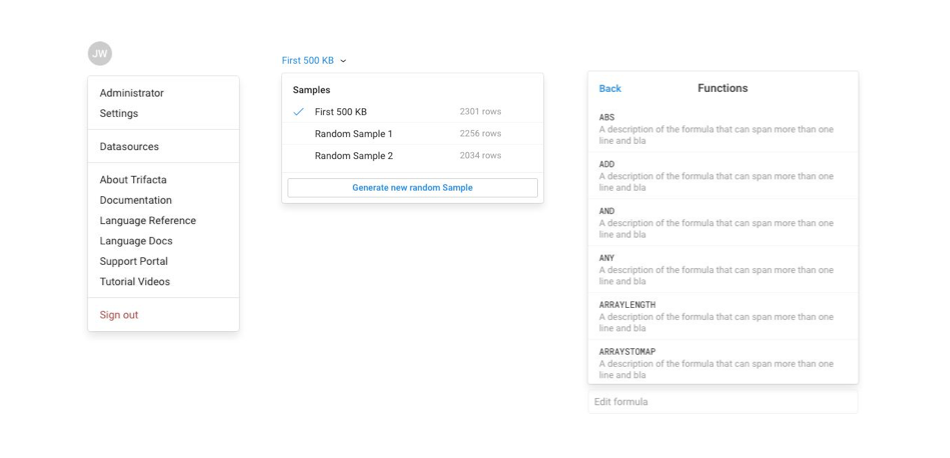 JW
Administrator
Settings
Datasources
About Trifacta
Documentation
Language Reference
Language Docs
Support Portal
Tutorial Videos
Sign out
First 500 KB
Samples
First 500 KB 2301 rows
Random Sample 1 2256 rows
Random Sample 2 2034 rows
Generate new random Sample
Back Functions
ABS
A description of the formula that can span more than one
line and bla
ADD
A description of the formula that can span more than one
line and bla
AND
A description of the formula that can span more than one
line and bla
ANY
A description of the formula that can span more than one
line and bla
ARRAYLENGTH
A description of the formula that can span more than one
line and bla
ARRAYSTOMAP
A description of the formula that can span more than one
line and bla
Edit formula